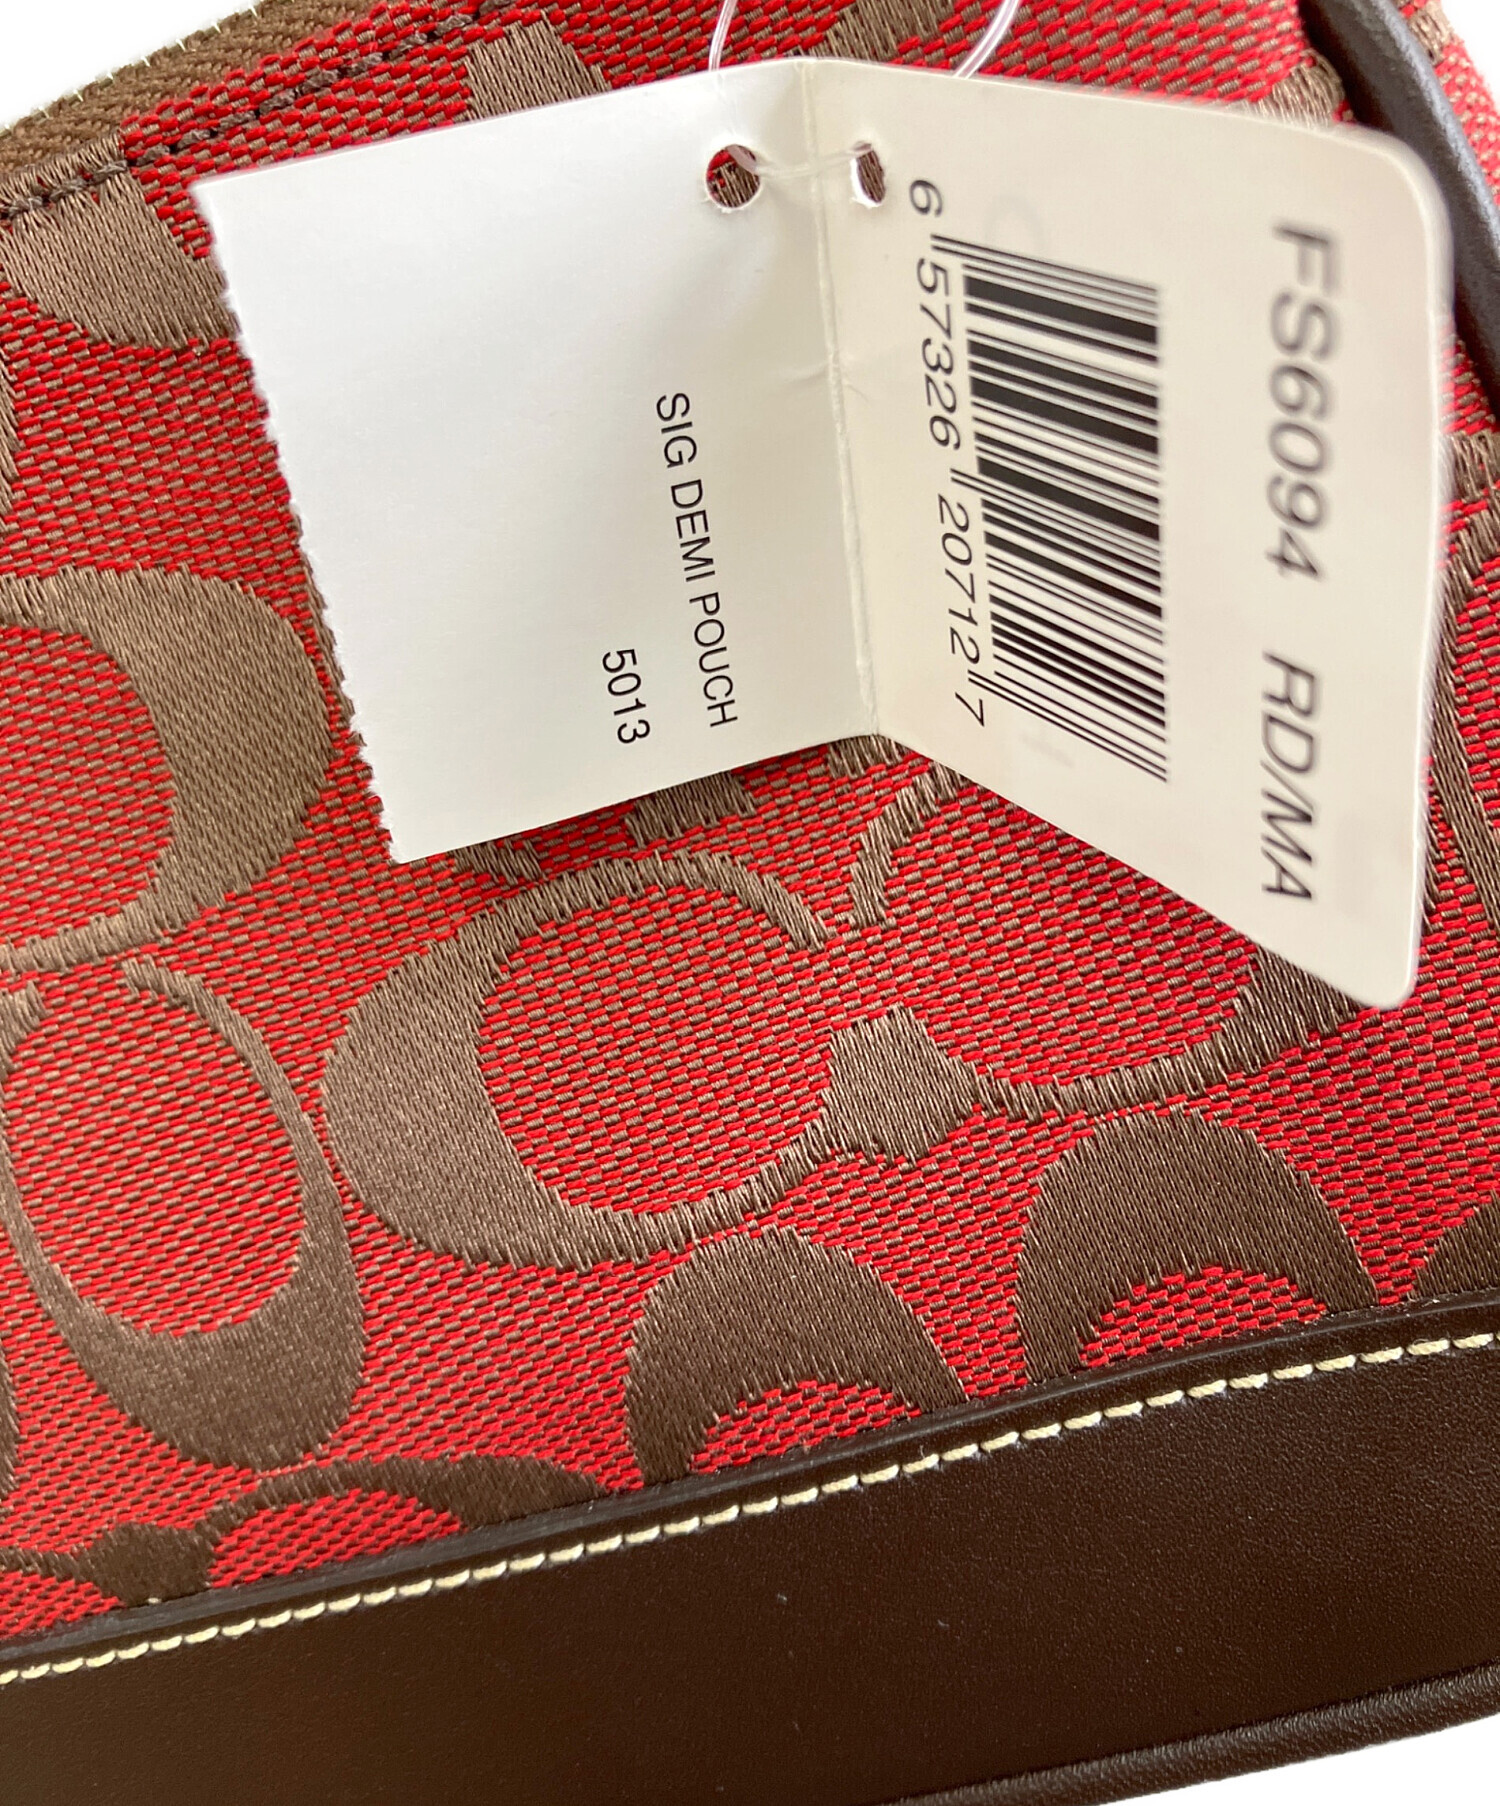 FS6094 RD/MA
6 57326 20712 7
SIG DEMI POUCH
5013